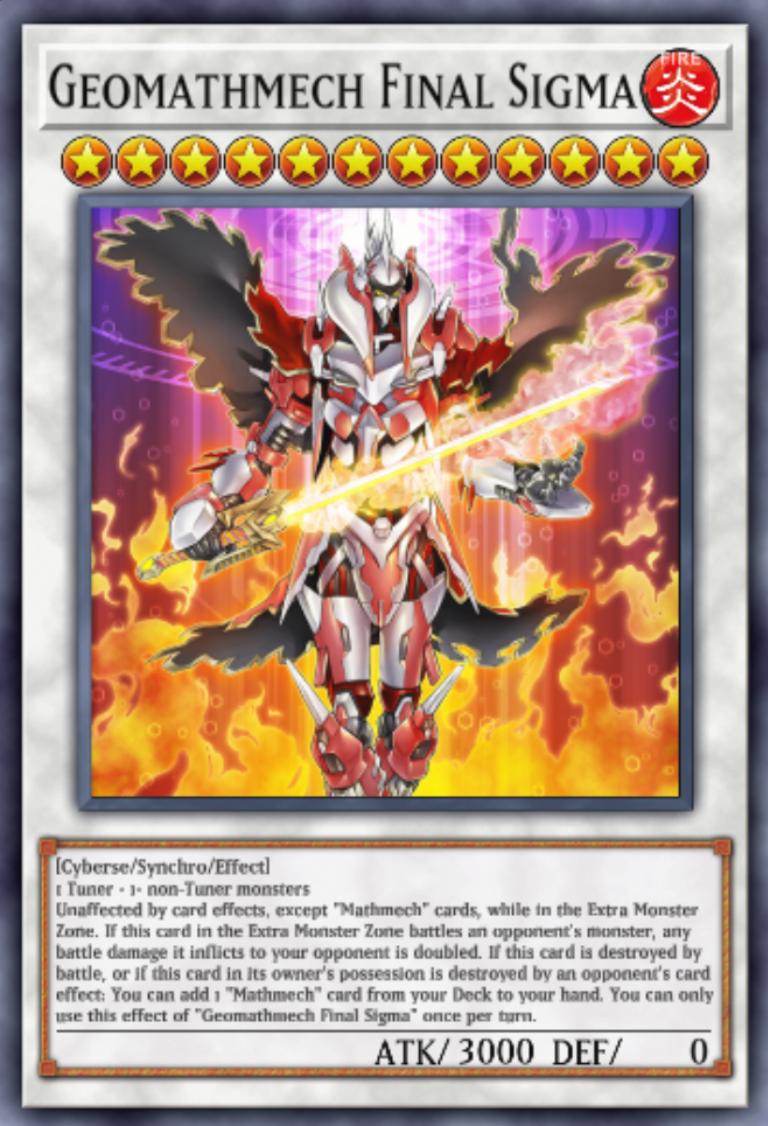 GEOMATHMECH FINAL SIGMA
FIRE
炎
[Cyberse/Synchro/Effect]
1 Tuner + 1+ non-Tuner monsters
Unaffected by card effects, except "Mathmech" cards, while in the Extra Monster
Zone. If this card in the Extra Monster Zone battles an opponent's monster, any
battle damage it inflicts to your opponent is doubled. If this card is destroyed by
battle, or if this card in its owner's possession is destroyed by an opponent's card
effect: You can add 1 "Mathmech" card from your Deck to your hand. You can only
use this effect of "Geomathmech Final Sigma" once per turn.
ATK/ 3000 DEF/ 0